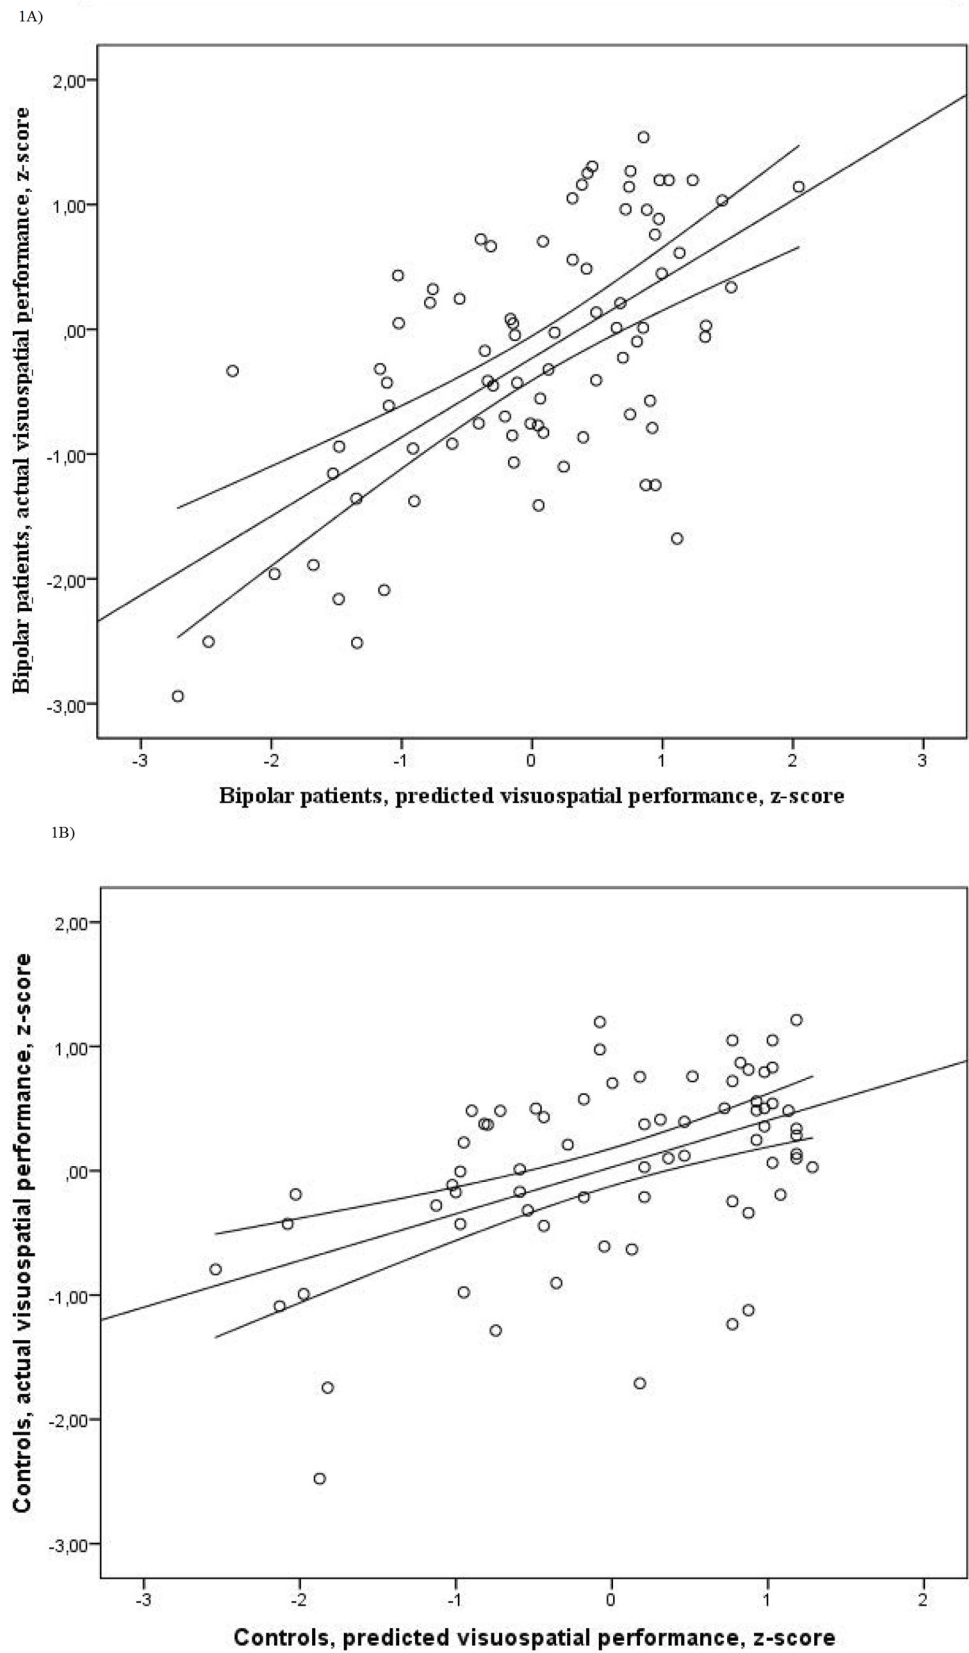 1A)
Bipolar patients, actual visuospatial performance, z-score
2,00
1,00
,00
-1,00
-2,00
-3,00
-3 -2 -1 0 1 2 3
Bipolar patients, predicted visuospatial performance, z-score
1B)
Controls, actual visuospatial performance, z-score
2,00
1,00
,00
-1,00
-2,00
-3,00
-3 -2 -1 0 1 2
Controls, predicted visuospatial performance, z-score